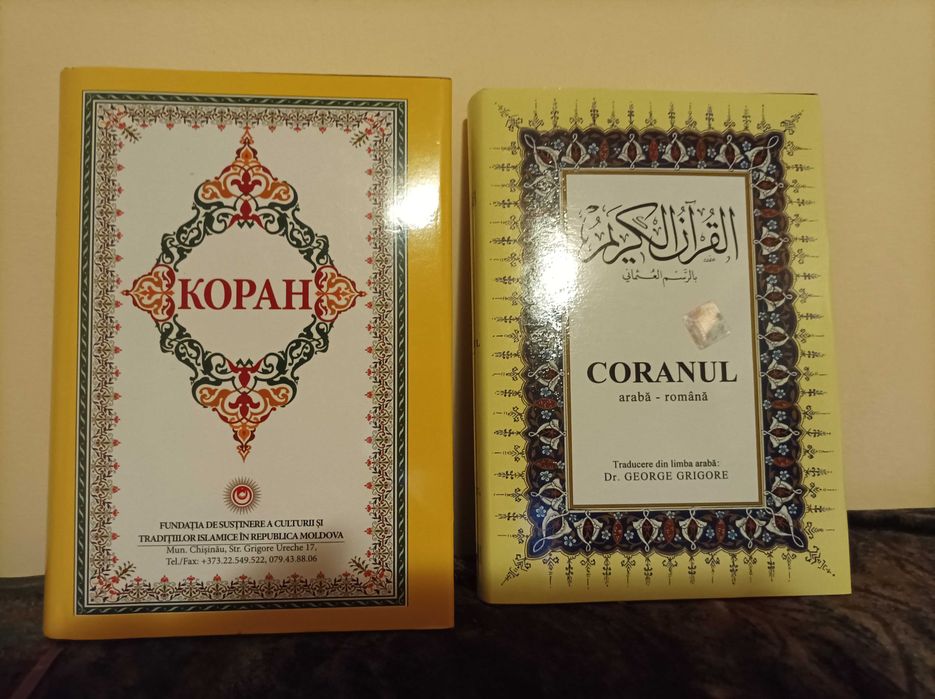 КОРАН
FUNDAȚIA DE SUSȚINERE A CULTURII ȘI
TRADIȚIILOR ISLAMICE ÎN REPUBLICA MOLDOVA
Mun. Chișinău, Str. Grigore Ureche 17,
Tel./Fax: +373.22.549.522, 079.43.88.06
القرآن الكريم
بالرسم العثماني
CORANUL
arabă - română
Traducere din limba arabă:
Dr. GEORGE GRIGORE